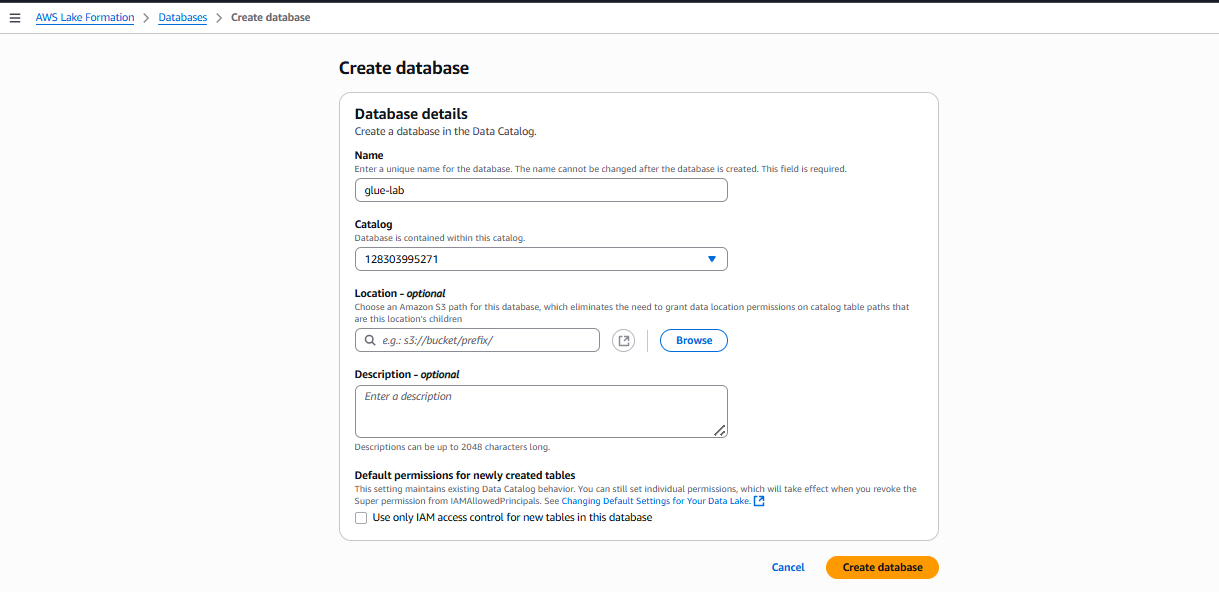 AWS Lake Formation > Databases > Create database
Create database
Database details
Create a database in the Data Catalog.
Name
Enter a unique name for the database. The name cannot be changed after the database is created. This field is required.
glue-lab
Catalog
Database is contained within this catalog.
128303995271
Location - optional
Choose an Amazon S3 path for this database, which eliminates the need to grant data location permissions on catalog table paths that
are this location's children
e.g.: s3://bucket/prefix/
Browse
Description - optional
Enter a description
Descriptions can be up to 2048 characters long.
Default permissions for newly created tables
This setting maintains existing Data Catalog behavior. You can still set individual permissions, which will take effect when you revoke the
Super permission from IAMAllowedPrincipals. See Changing Default Settings for Your Data Lake.
Use only IAM access control for new tables in this database
Cancel
Create database